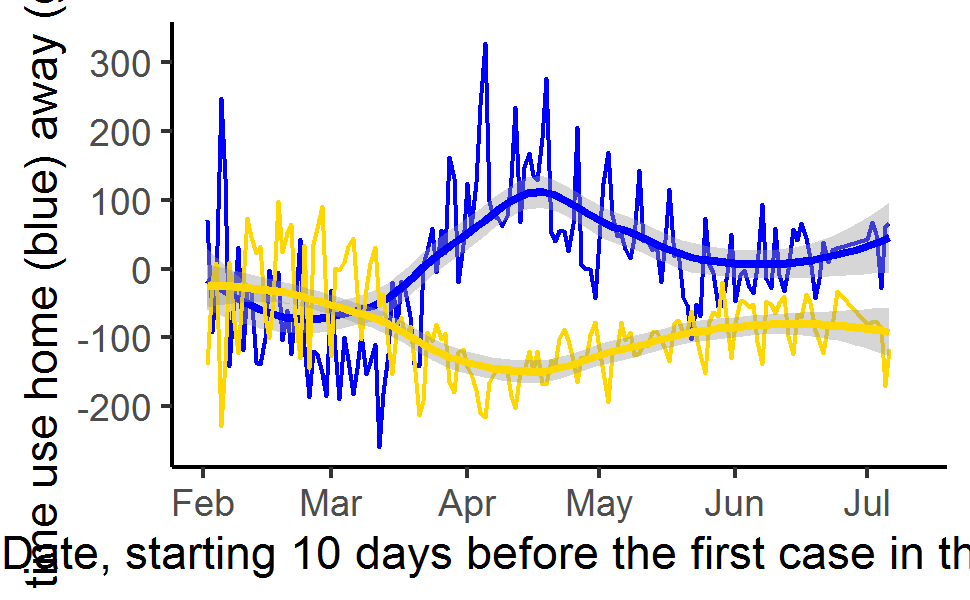 time use home (blue) away (g
300
200
100
0
-100
-200
Feb Mar Apr May Jun Jul
Date, starting 10 days before the first case in th